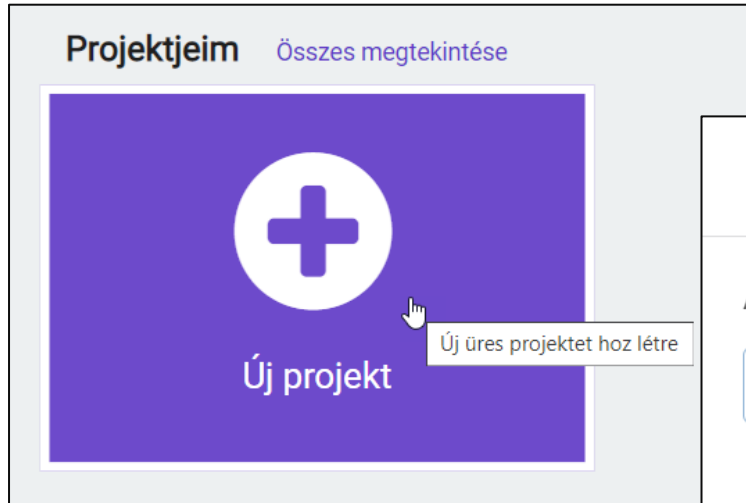 Projektjeim Összes megtekintése
Új üres projektet hoz létre
Új projekt